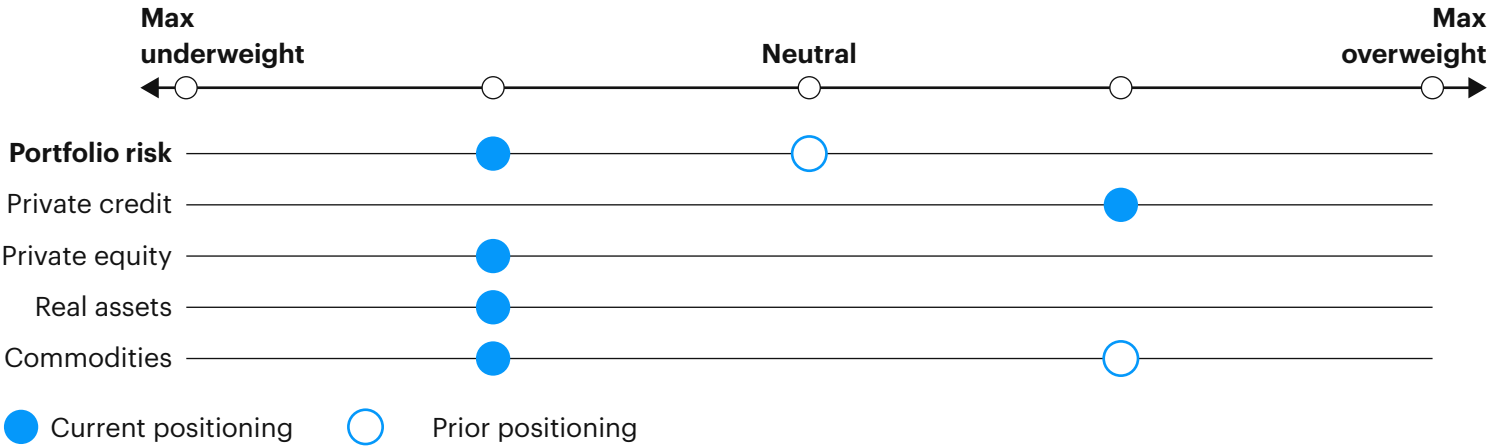 Max
underweight
Neutral
Max
overweight
Portfolio risk
Private credit
Private equity
Real assets
Commodities
Current positioning
Prior positioning